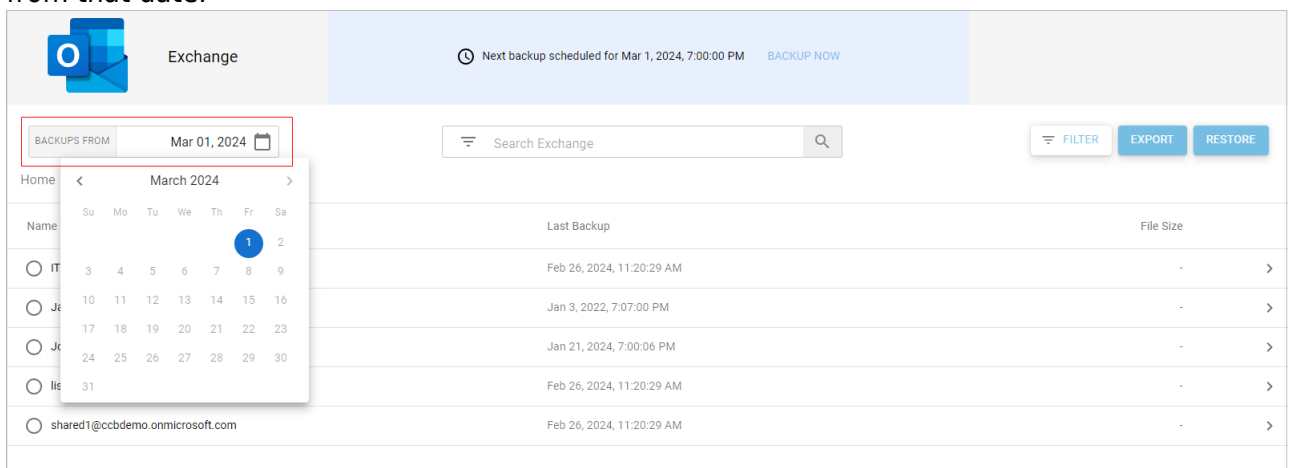 from that date.
O Exchange Next backup scheduled for Mar 1, 2024, 7:00:00 PM BACKUP NOW
BACKUPS FROM Mar 01, 2024 Search Exchange FILTER EXPORT RESTORE
Home < March 2024 >
Su Mo Tu We Th Fr Sa
Name Last Backup File Size
1 2
IT Feb 26, 2024, 11:20:29 AM - >
3 4 5 6 7 8 9
10 11 12 13 14 15 16
Ja Jan 3, 2022, 7:07:00 PM - >
17 18 19 20 21 22 23
Jo Jan 21, 2024, 7:00:06 PM - >
24 25 26 27 28 29 30
lis Feb 26, 2024, 11:20:29 AM - >
31
shared1@ccbdemo.onmicrosoft.com Feb 26, 2024, 11:20:29 AM - >